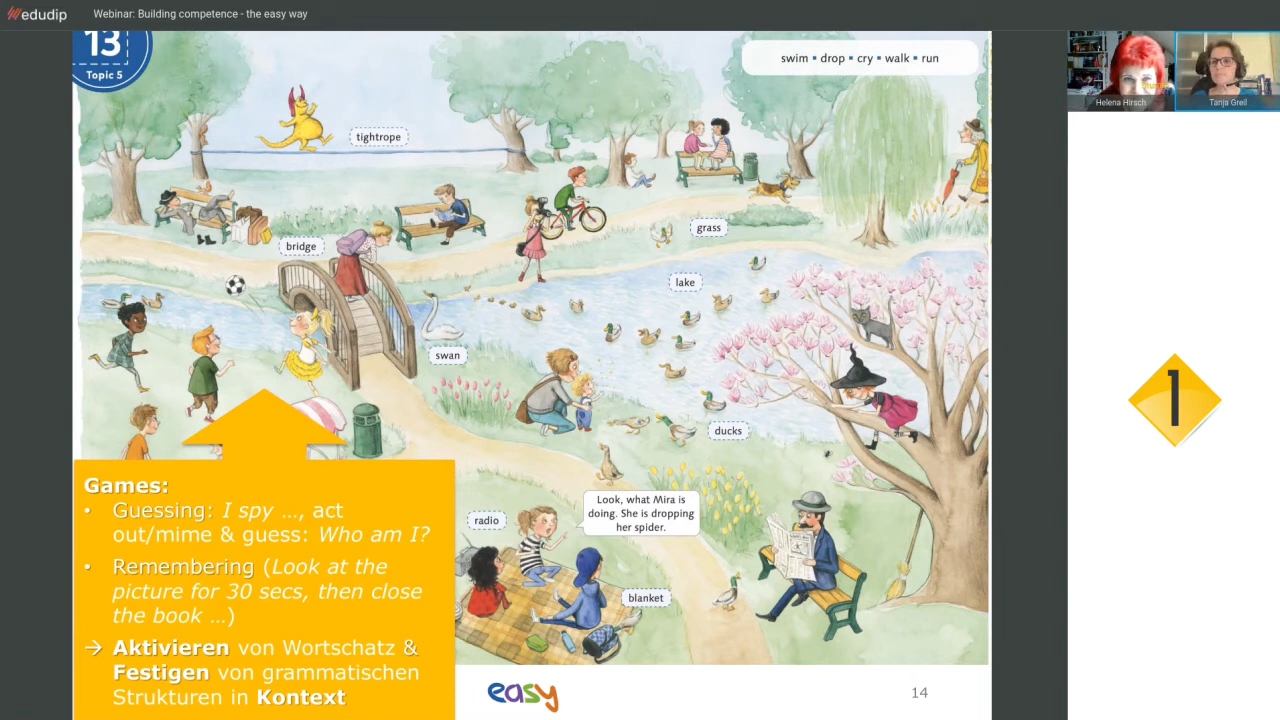 edudip
Webinar: Building competence - the easy way
13
Topic 5
swim ▪ drop ▪ cry ▪ walk ▪ run
Helena Hirsch
Tanja Greil
tightrope
grass
bridge
lake
swan
ducks
1
Look, what Mira is
doing. She is dropping
her spider.
radio
blanket
Games:
• Guessing: I spy …, act
out/mime & guess: Who am I?
• Remembering (Look at the
picture for 30 secs, then close
the book …)
→ Aktivieren von Wortschatz &
Festigen von grammatischen
Strukturen in Kontext
easy
14